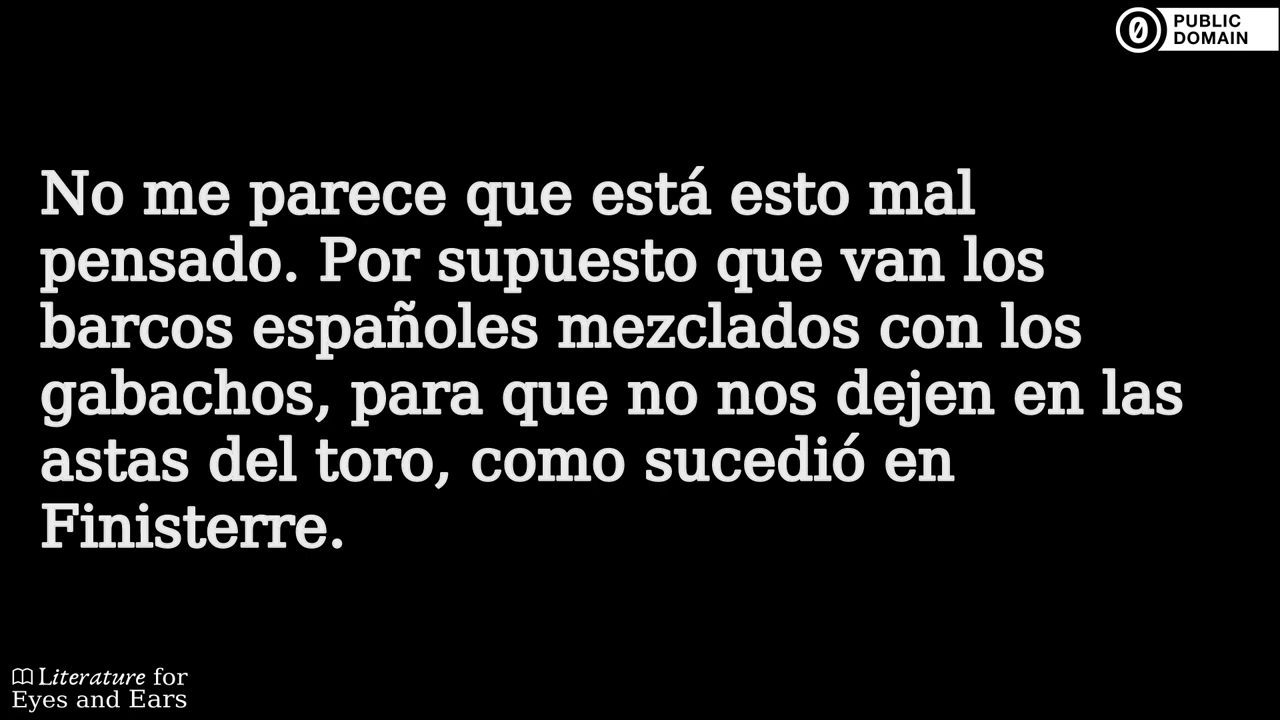 PUBLIC
DOMAIN
No me parece que está esto mal
pensado. Por supuesto que van los
barcos españoles mezclados con los
gabachos, para que no nos dejen en las
astas del toro, como sucedió en
Finisterre.
Literature for
Eyes and Ears